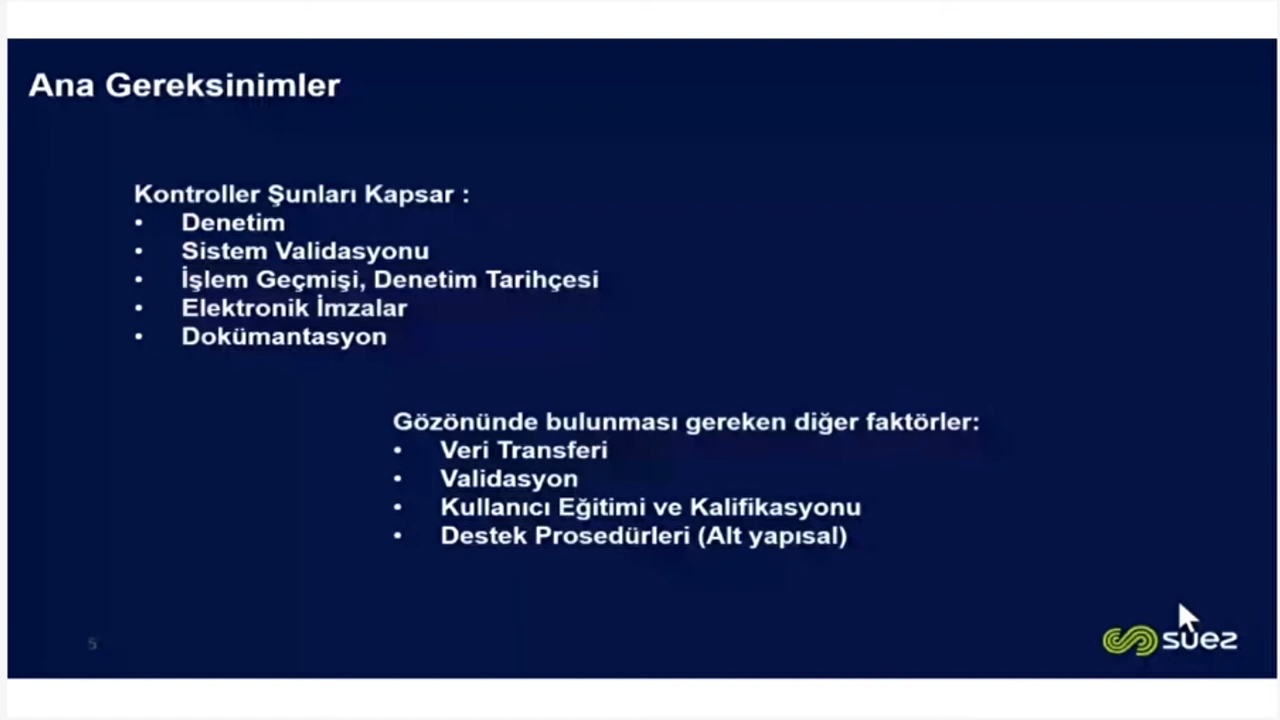 Ana Gereksinimler
Kontroller Şunları Kapsar :
• Denetim
• Sistem Validasyonu
• İşlem Geçmişi, Denetim Tarihçesi
• Elektronik İmzalar
• Dokümantasyon
Gözönünde bulunması gereken diğer faktörler:
• Veri Transferi
• Validasyon
• Kullanıcı Eğitimi ve Kalifikasyonu
• Destek Prosedürleri (Alt yapısal)
5
suez